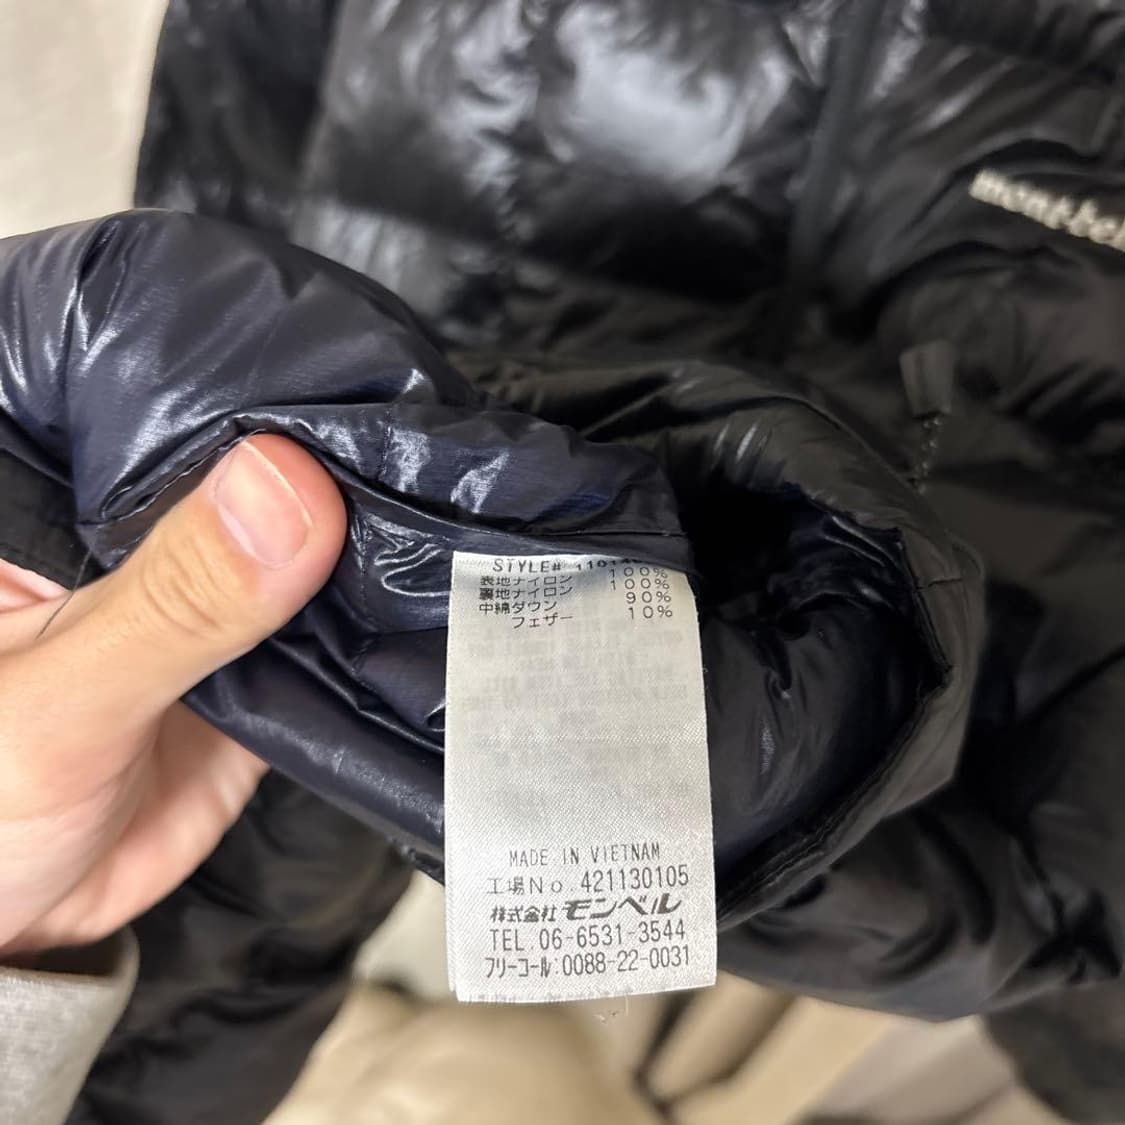 mont-bel
STYLE#
表地ナイロン 100%
裏地ナイロン 100%
中綿ダウン 90%
フェザー 10%
MADE IN VIETNAM
工場No.421130105
株式会社モンベル
TEL 06-6531-3544
フリーコール:0088-22-0031